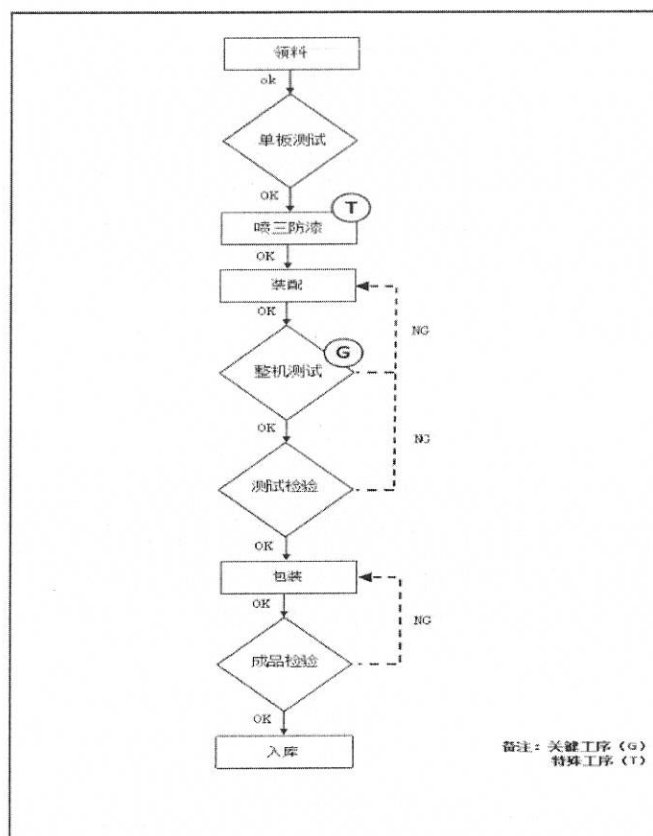 领料
ok
单板测试
OK
T
喷三防漆
OK
装配
OK
NG
G
整机测试
OK
NG
测试检验
OK
包装
OK
NG
成品检验
OK
入库
备注：关键工序（G）
特殊工序（T）